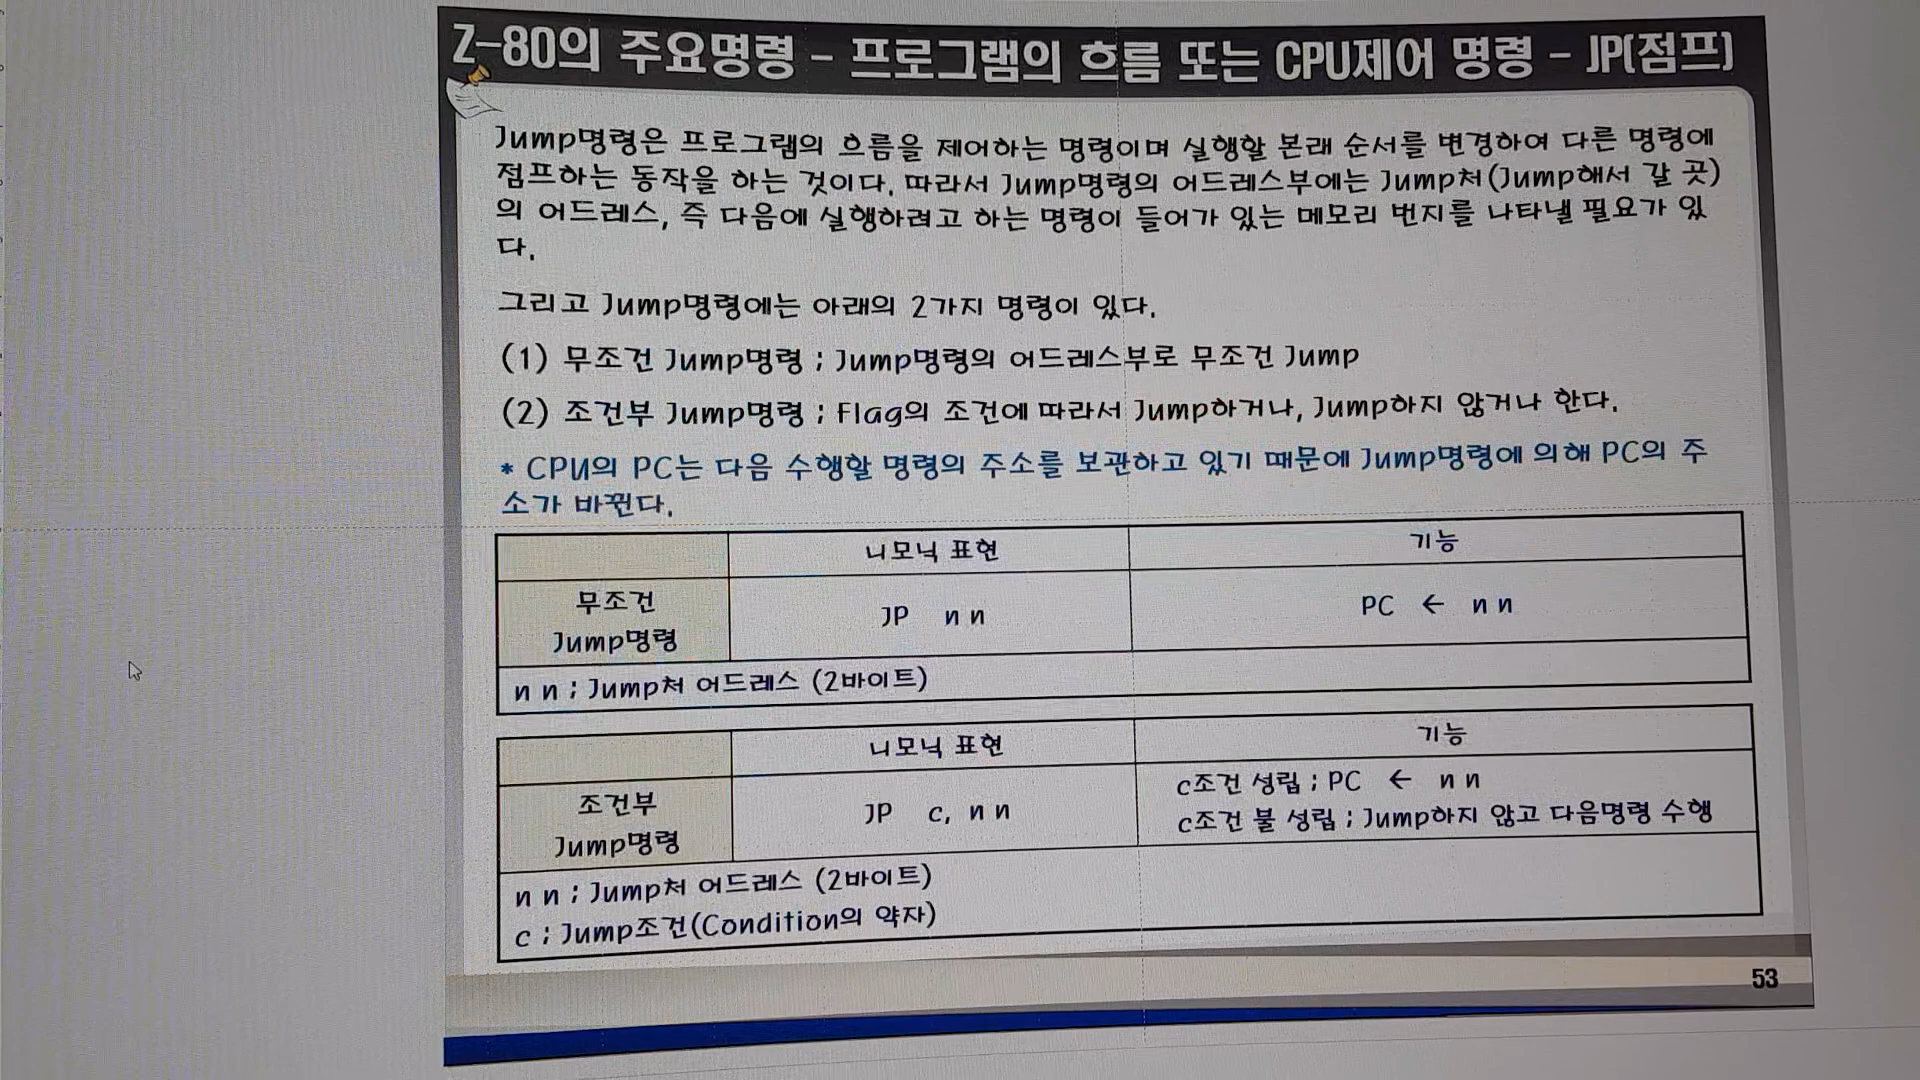 Z-80의 주요명령 - 프로그램의 흐름 또는 CPU제어 명령 - JP(점프)
Jump명령은 프로그램의 흐름을 제어하는 명령이며 실행할 본래 순서를 변경하여 다른 명령에
점프하는 동작을 하는 것이다. 따라서 Jump명령의 어드레스부에는 Jump처(Jump해서 갈 곳)
의 어드레스, 즉 다음에 실행하려고 하는 명령이 들어가 있는 메모리 번지를 나타낼 필요가 있
다.
그리고 Jump명령에는 아래의 2가지 명령이 있다.
(1) 무조건 Jump명령 ; Jump명령의 어드레스부로 무조건 Jump
(2) 조건부 Jump명령 ; Flag의 조건에 따라서 Jump하거나, Jump하지 않거나 한다.
* CPU의 PC는 다음 수행할 명령의 주소를 보관하고 있기 때문에 Jump명령에 의해 PC의 주
소가 바뀐다.
니모닉 표현 기능
무조건
Jump명령 JP n n PC ← n n
n n ; Jump처 어드레스 (2바이트)
니모닉 표현 기능
조건부
Jump명령 JP c, n n
c조건 성립 ; PC ← n n
c조건 불 성립 ; Jump하지 않고 다음명령 수행
n n ; Jump처 어드레스 (2바이트)
c ; Jump조건(Condition의 약자)
53